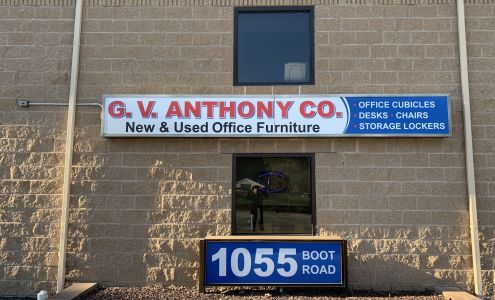 G. V. ANTHONY CO.
New & Used Office Furniture
• OFFICE CUBICLES
• DESKS • CHAIRS
• STORAGE LOCKERS
1055 BOOT
ROAD